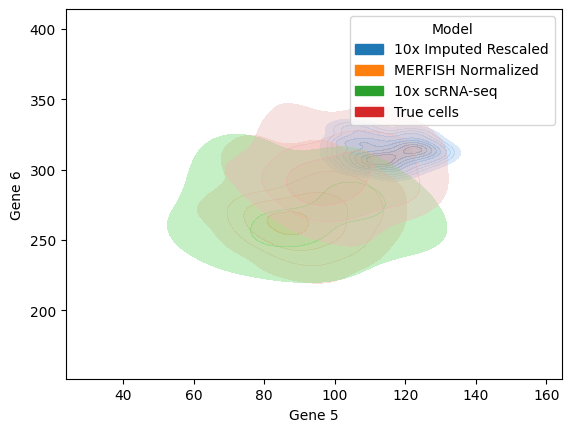 Model
10x Imputed Rescaled
MERFISH Normalized
10x scRNA-seq
True cells
400
350
300
250
200
Gene 6
40 60 80 100 120 140 160
Gene 5